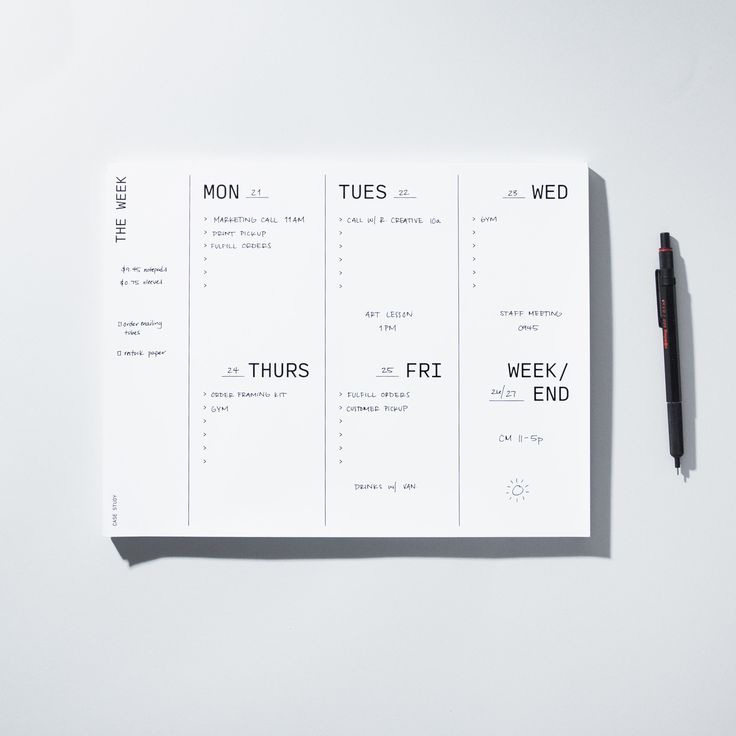 THE WEEK
$9.45 notepads
$0.75 sleeves
□ order mailing
tubes
□ restock paper
CASE STUDY
MON 21
> MARKETING CALL 11AM
> PRINT PICKUP
> FULFILL ORDERS
>
>
>
TUES 22
> CALL W/ R CREATIVE 10a
>
>
>
>
>
ART LESSON
1PM
23 WED
> GYM
>
>
>
>
>
STAFF MEETING
0945
24 THURS
> ORDER FRAMING KIT
> GYM
>
>
>
>
25 FRI
> FULFILL ORDERS
> CUSTOMER PICKUP
>
>
>
>
DRINKS W/ VAN
WEEK/
26/27 END
CM 11-5p